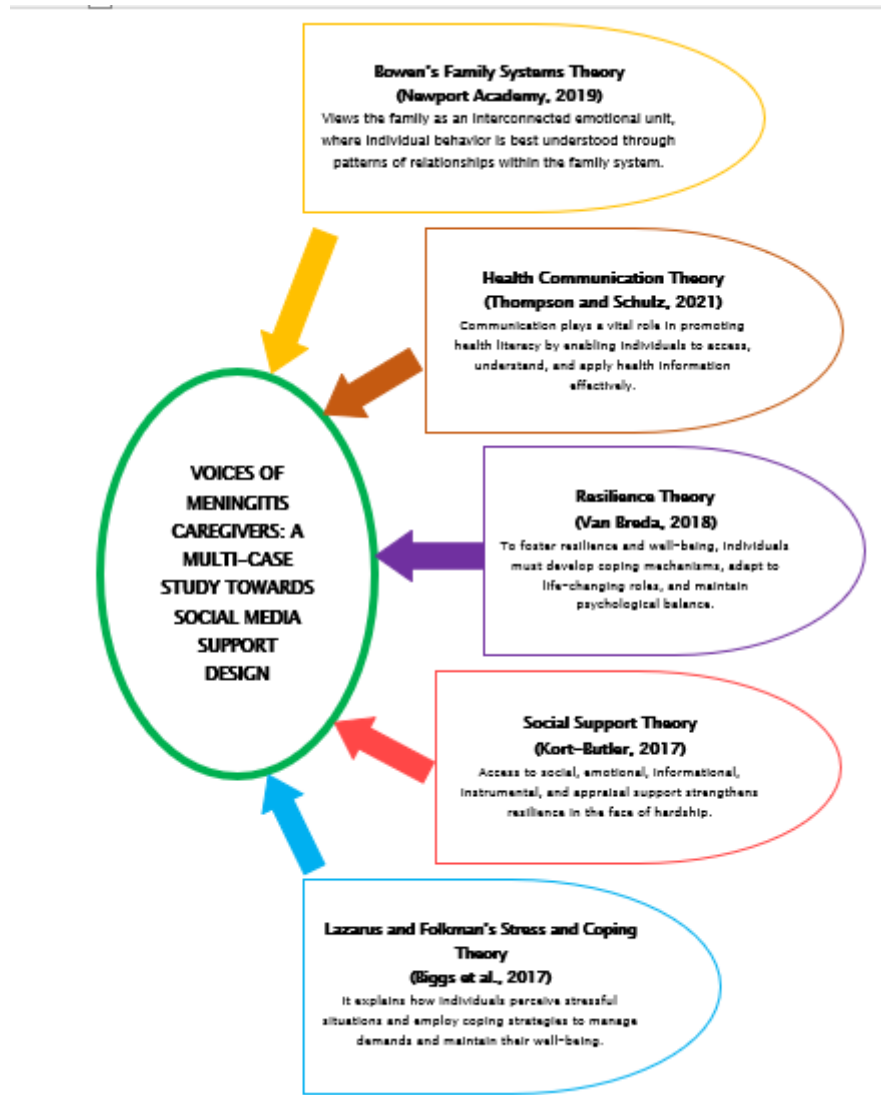 Bowen's Family Systems Theory
(Newport Academy, 2019)
Views the family as an interconnected emotional unit,
where individual behavior is best understood through
patterns of relationships within the family system.
Health Communication Theory
(Thompson and Schulz, 2021)
Communication plays a vital role in promoting
health literacy by enabling individuals to access,
understand, and apply health information
effectively.
VOICES OF
MENINGITIS
CAREGIVERS: A
MULTI-CASE
STUDY TOWARDS
SOCIAL MEDIA
SUPPORT
DESIGN
Resilience Theory
(Van Breda, 2018)
To foster resilience and well-being, individuals
must develop coping mechanisms, adapt to
life-changing roles, and maintain
psychological balance.
Social Support Theory
(Kort-Butler, 2017)
Access to social, emotional, informational,
instrumental, and appraisal support strengthens
resilience in the face of hardship.
Lazarus and Folkman's Stress and Coping
Theory
(Biggs et al., 2017)
It explains how individuals perceive stressful
situations and employ coping strategies to manage
demands and maintain their well-being.